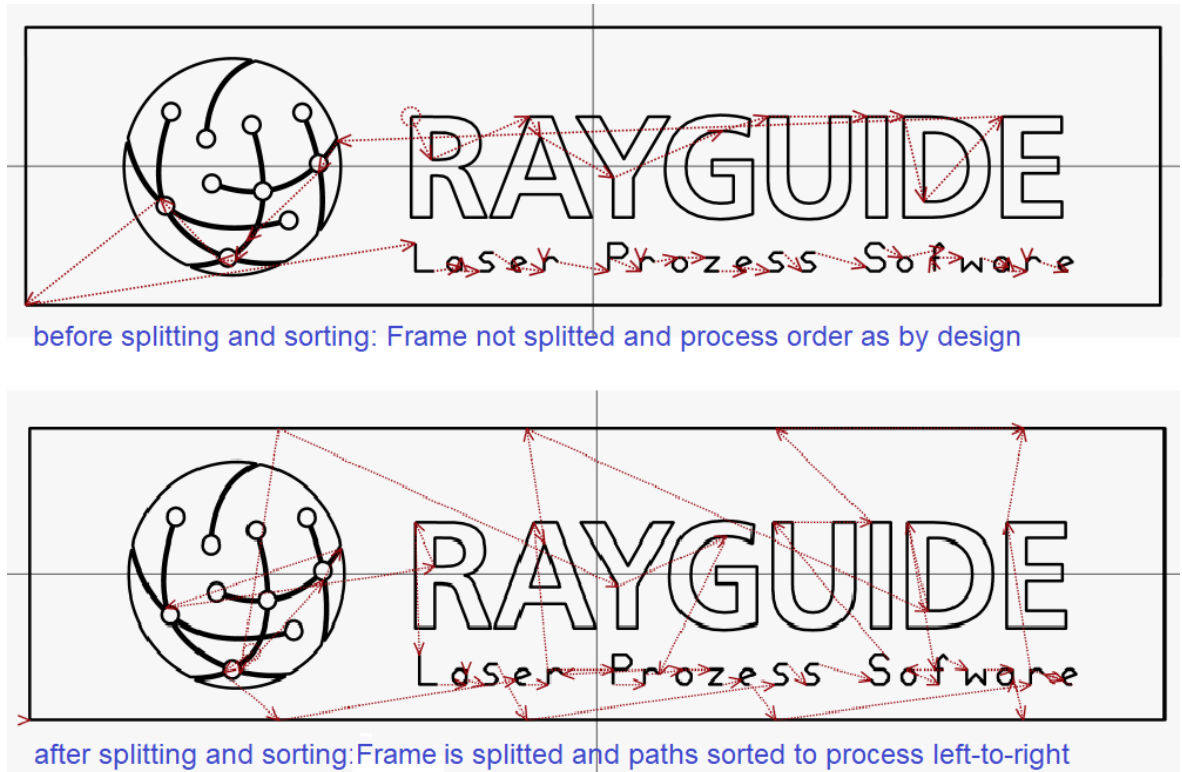 RAYGUIDE
Laser Prozess Software
before splitting and sorting: Frame not splitted and process order as by design
RAYGUIDE
Laser Prozess Software
after splitting and sorting:Frame is splitted and paths sorted to process left-to-right